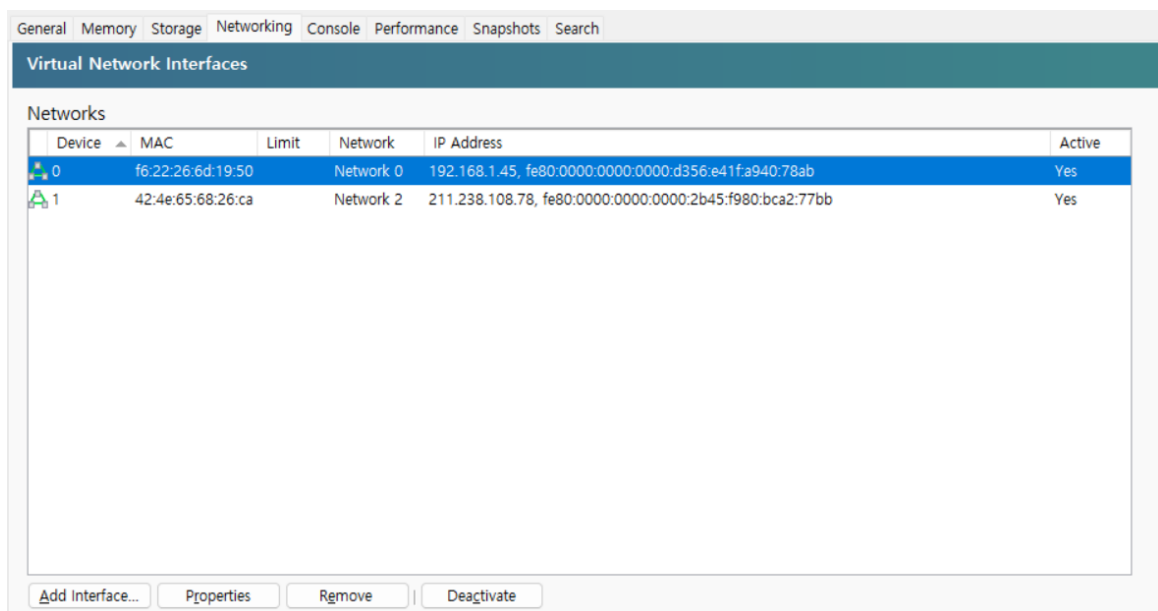 General Memory Storage Networking Console Performance Snapshots Search
Virtual Network Interfaces
Networks
Device MAC Limit Network IP Address Active
0 f6:22:26:6d:19:50 Network 0 192.168.1.45, fe80:0000:0000:0000:d356:e41f:a940:78ab Yes
1 42:4e:65:68:26:ca Network 2 211.238.108.78, fe80:0000:0000:0000:2b45:f980:bca2:77bb Yes
Add Interface... Properties Remove Deactivate